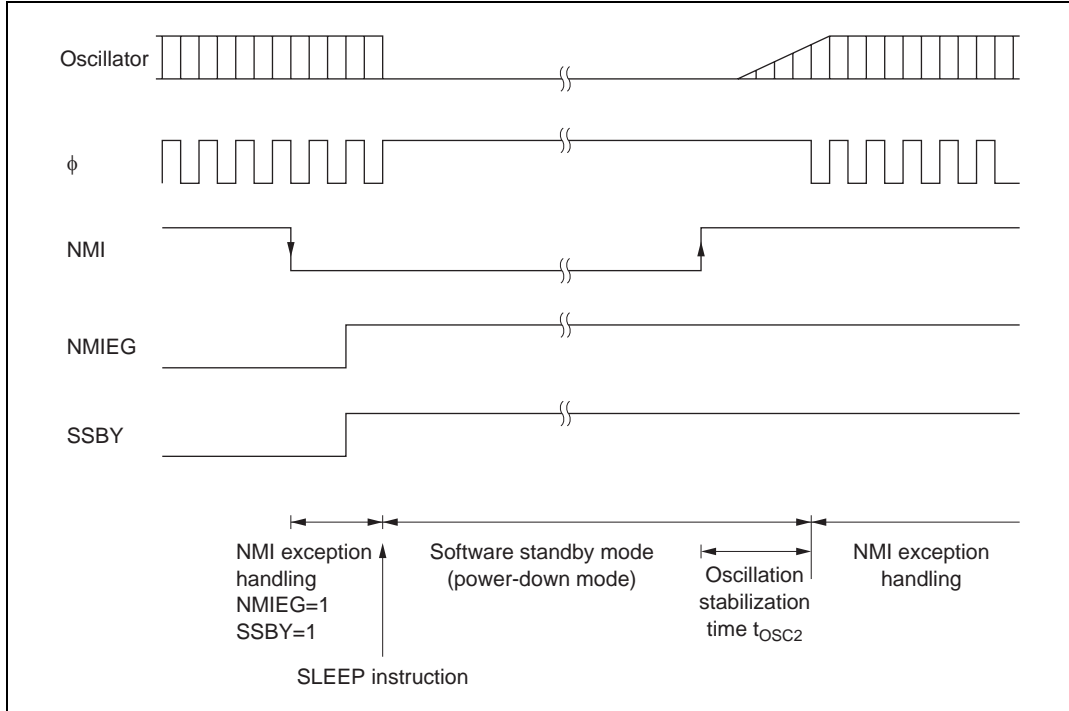 Oscillator
ϕ
NMI
NMIEG
SSBY
NMI exception
handling
NMIEG=1
SSBY=1
SLEEP instruction
Software standby mode
(power-down mode)
Oscillation
stabilization
time tOSC2
NMI exception
handling